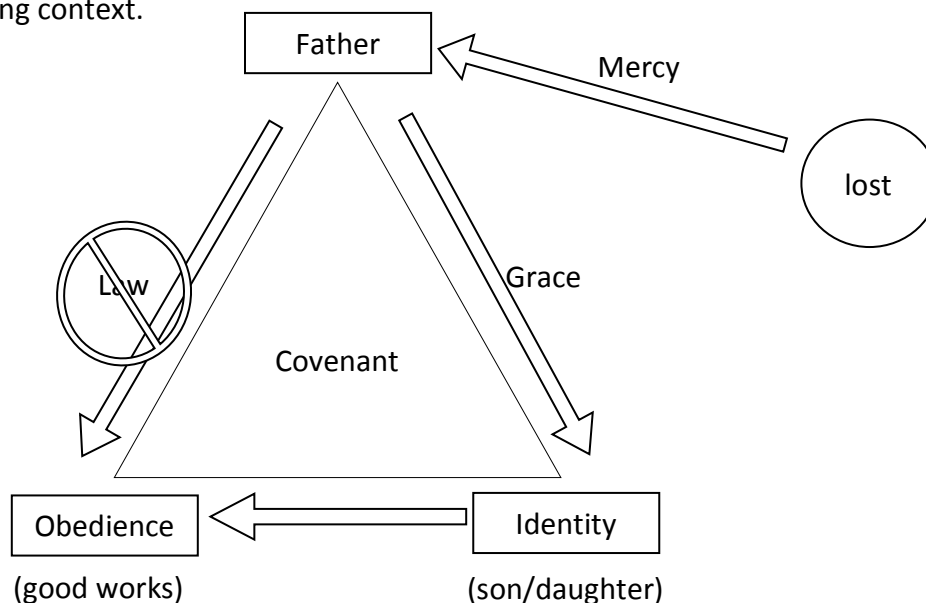 ng context.
Father
Mercy
lost
Law
Grace
Covenant
Obedience
Identity
(good works)
(son/daughter)